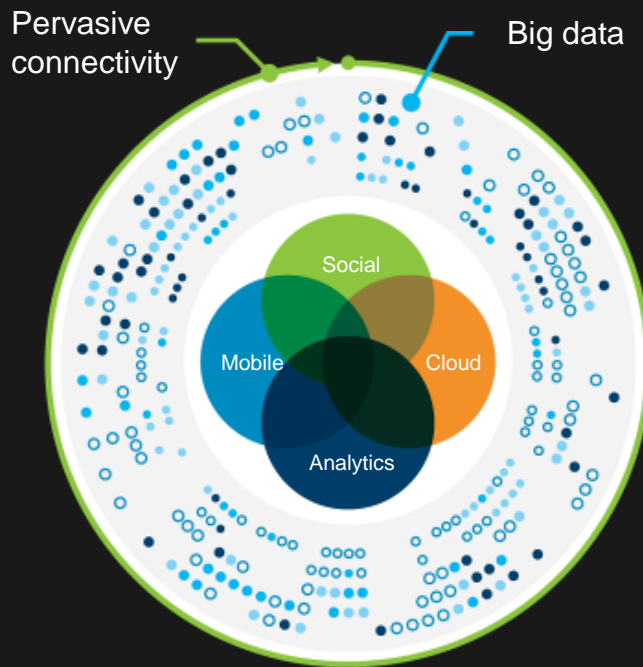 Pervasive
connectivity
Big data
Social
Mobile
Cloud
Analytics